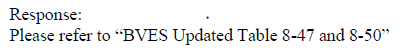 Response:
Please refer to “BVES Updated Table 8-47 and 8-50”